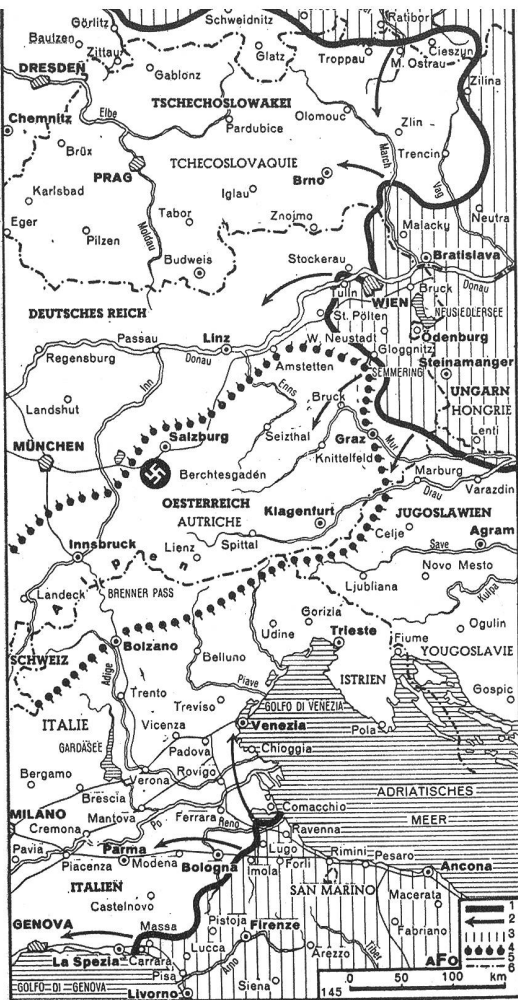 Görlitz
Schweidnitz
Ratibor
Bautzen
Zittau
Glatz
Troppau
M. Ostrau
Cieszyn
DRESDEN
Gablonz
Zilina
TSCHECHOSLOWAKEI
Olomouc
Chemnitz
Elbe
Pardubice
Zlin
Brüx
TCHECOSLOVAQUIE
March
Trencin
PRAG
Brno
Vag
Karlsbad
Iglau
Eger
Moldau
Tabor
Znojmo
Neutra
Pilzen
Malacky
Budweis
Stockerau
Bratislava
Tulln
WIEN
Bruck
Donau
DEUTSCHES REICH
St. Pölten
NEUSIEDLERSEE
Passau
Linz
W. Neustadt
Ödenburg
Regensburg
Donau
Amstetten
Gloggnitz
Steinamanger
Inn
Enns
SEMMERING
Landshut
Bruck
UNGARN
HONGRIE
MÜNCHEN
Salzburg
Seizthal
Graz
Lenti
Knittelfeld
Mur
Berchtesgaden
Marburg
Varazdin
OESTERREICH
Drau
AUTRICHE
Klagenfurt
JUGOSLAWIEN
Innsbruck
Lienz
Spittal
Celje
Agram
Save
Alpen
Landeck
BRENNER PASS
Ljubliana
Novo Mesto
Kulpa
Gorizia
Udine
Trieste
Ogulin
SCHWEIZ
Bolzano
Fiume
Belluno
YOUGOSLAVIE
Adige
Piave
ISTRIEN
Trento
Treviso
GOLFO DI VENEZIA
Gospic
ITALIE
Vicenza
Venezia
Pola
GARDASEE
Padova
Chioggia
Bergamo
Verona
Rovigo
ADRIATISCHES
Brescia
MILANO
Mantova
Comacchio
MEER
Cremona
Po
Ferrara
Reno
Ravenna
Pavia
Parma
Lugo
Rimini
Pesaro
Piacenza
Modena
Bologna
Imola
Forli
Ancona
ITALIEN
SAN MARINO
Castelnovo
Macerata
GENOVA
Massa
Pistoja
Firenze
Fabriano
La Spezia
Carrara
Lucca
Arezzo
Tiber
AFO
Pisa
Arno
GOLFO DI GENOVA
Livorno
Siena
1
2
3
4
5
6
0 50 100 km
145